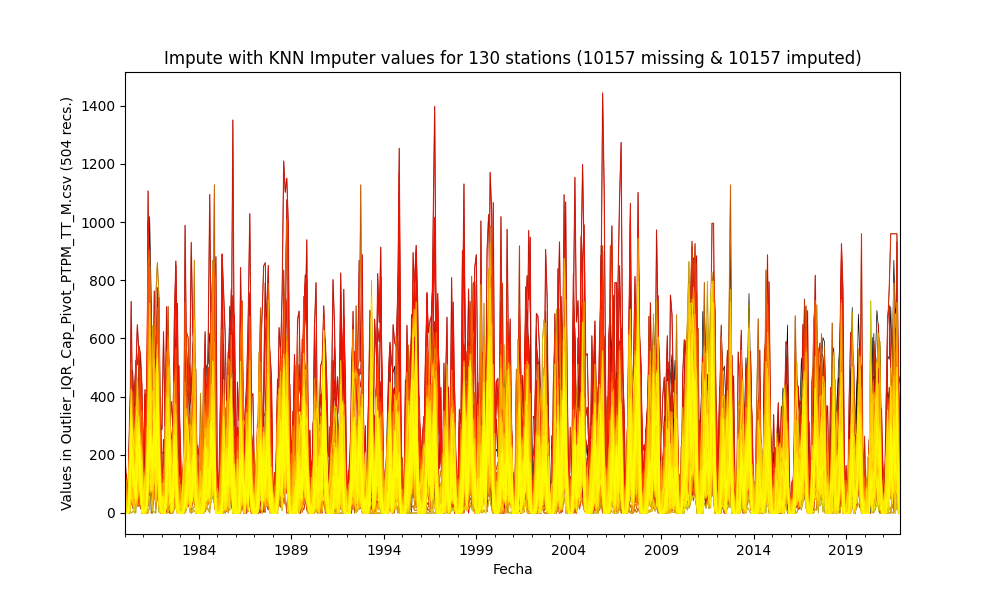 Impute with KNN Imputer values for 130 stations (10157 missing & 10157 imputed)
Values in Outlier_IQR_Cap_Pivot_PTPM_TT_M.csv (504 recs.)
1400
1200
1000
800
600
400
200
0
1984 1989 1994 1999 2004 2009 2014 2019
Fecha